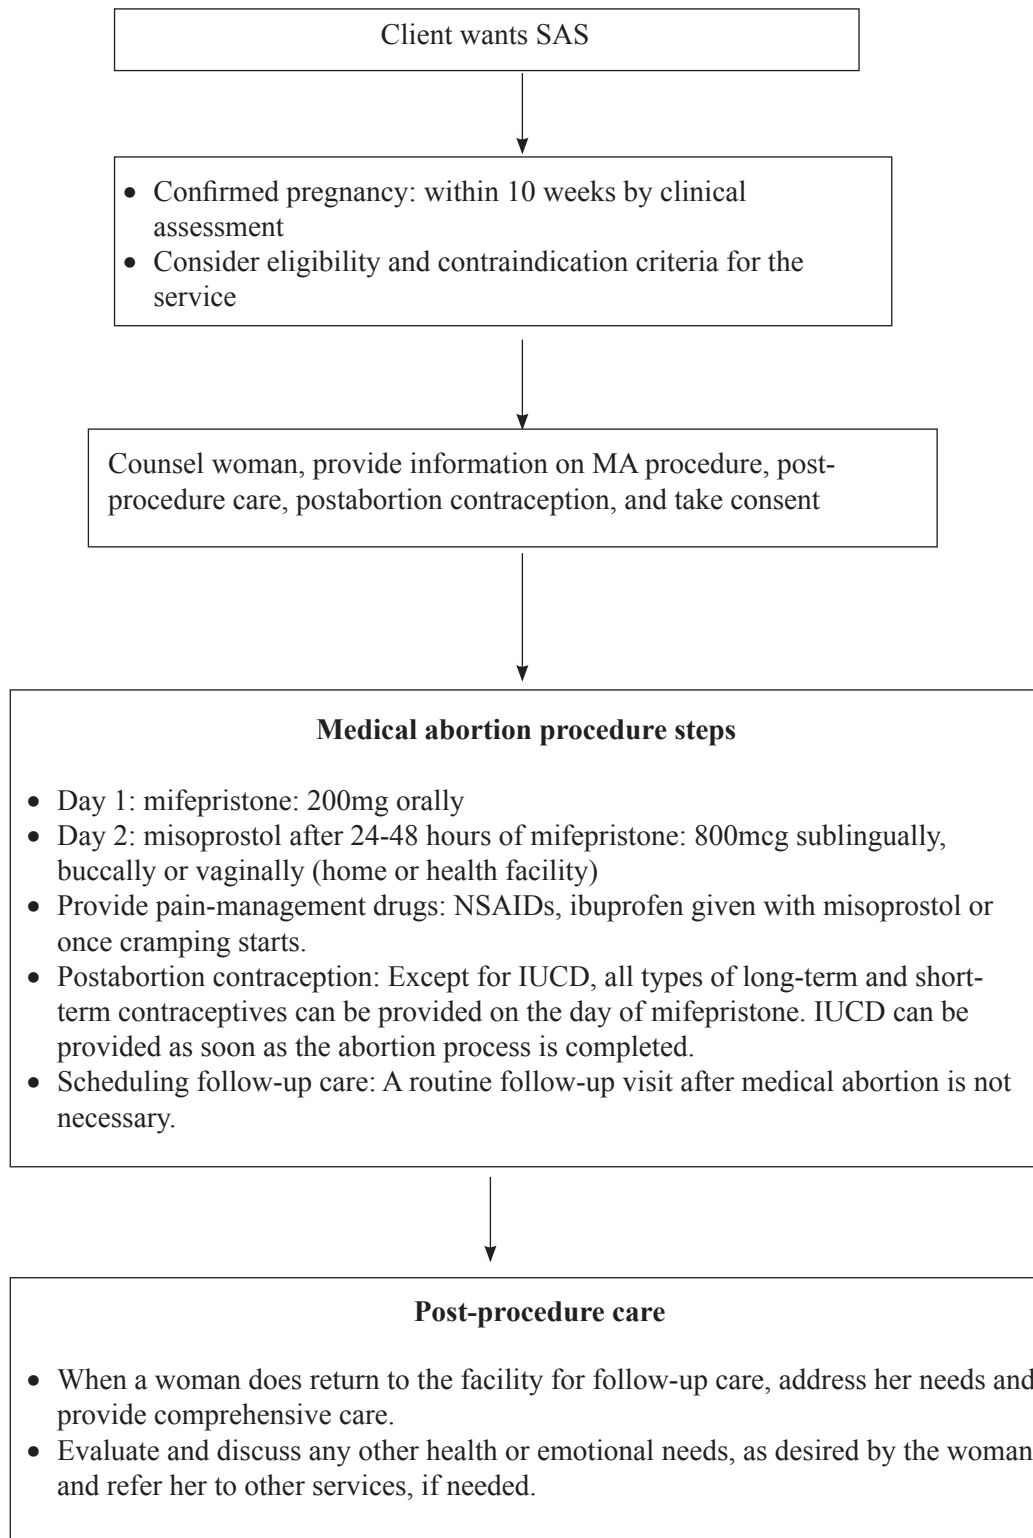 Client wants SAS
• Confirmed pregnancy: within 10 weeks by clinical
assessment
• Consider eligibility and contraindication criteria for the
service
Counsel woman, provide information on MA procedure, post-
procedure care, postabortion contraception, and take consent
Medical abortion procedure steps
• Day 1: mifepristone: 200mg orally
• Day 2: misoprostol after 24-48 hours of mifepristone: 800mcg sublingually,
buccally or vaginally (home or health facility)
• Provide pain-management drugs: NSAIDs, ibuprofen given with misoprostol or
once cramping starts.
• Postabortion contraception: Except for IUCD, all types of long-term and short-
term contraceptives can be provided on the day of mifepristone. IUCD can be
provided as soon as the abortion process is completed.
• Scheduling follow-up care: A routine follow-up visit after medical abortion is not
necessary.
Post-procedure care
• When a woman does return to the facility for follow-up care, address her needs and
provide comprehensive care.
• Evaluate and discuss any other health or emotional needs, as desired by the woman
and refer her to other services, if needed.